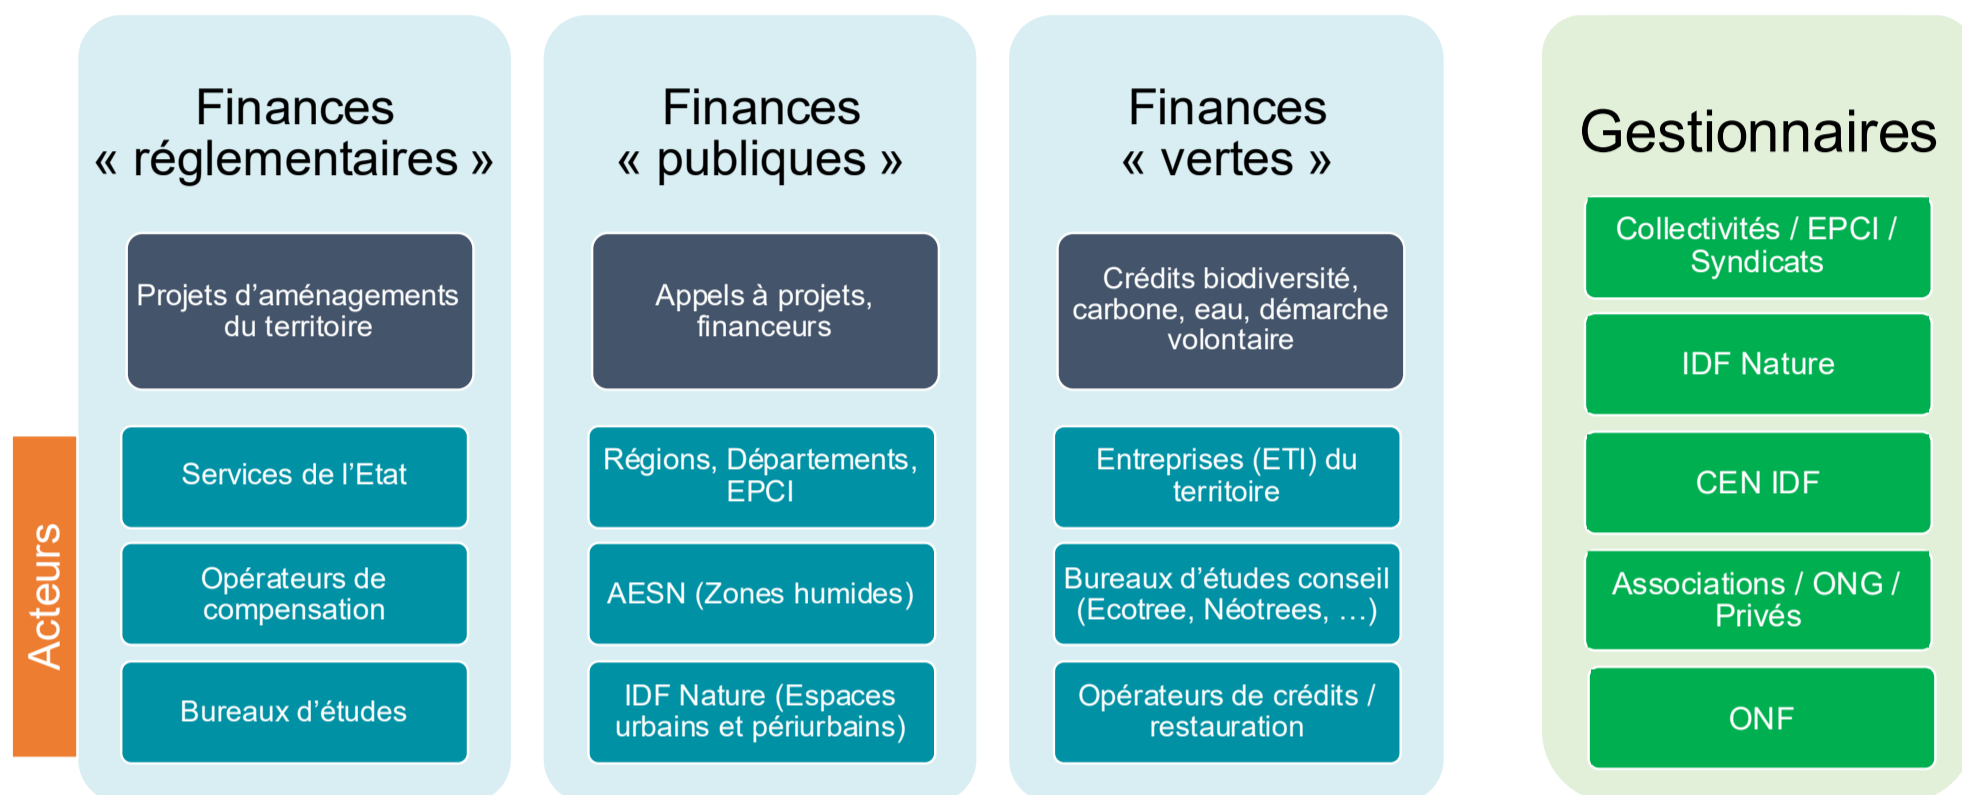 Finances
« réglementaires »
Projets d’aménagements
du territoire
Acteurs
Services de l’Etat
Opérateurs de
compensation
Bureaux d’études
Finances
« publiques »
Appels à projets,
financeurs
Régions, Départements,
EPCI
AESN (Zones humides)
IDF Nature (Espaces
urbains et périurbains)
Finances
« vertes »
Crédits biodiversité,
carbone, eau, démarche
volontaire
Entreprises (ETI) du
territoire
Bureaux d’études conseil
(Ecotree, Néotrees, …)
Opérateurs de crédits /
restauration
Gestionnaires
Collectivités / EPCI /
Syndicats
IDF Nature
CEN IDF
Associations / ONG /
Privés
ONF